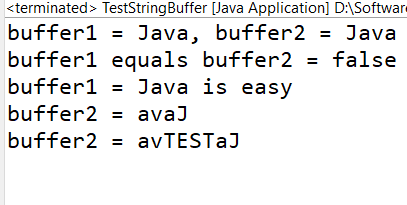 <terminated> TestStringBuffer [Java Application] D:\Software
buffer1 = Java, buffer2 = Java
buffer1 equals buffer2 = false
buffer1 = Java is easy
buffer2 = avaJ
buffer2 = avTESTaJ